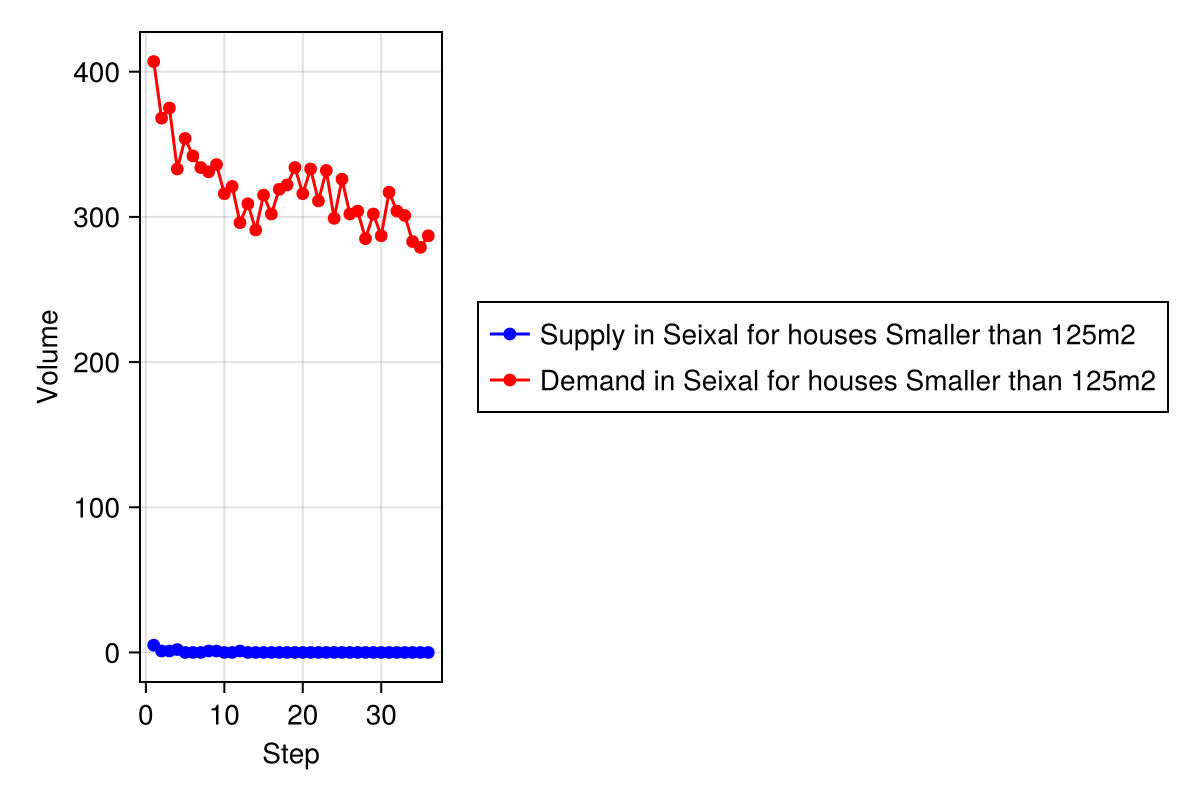 400
300
200
100
0
Volume
0 10 20 30
Step
Supply in Seixal for houses Smaller than 125m2
Demand in Seixal for houses Smaller than 125m2